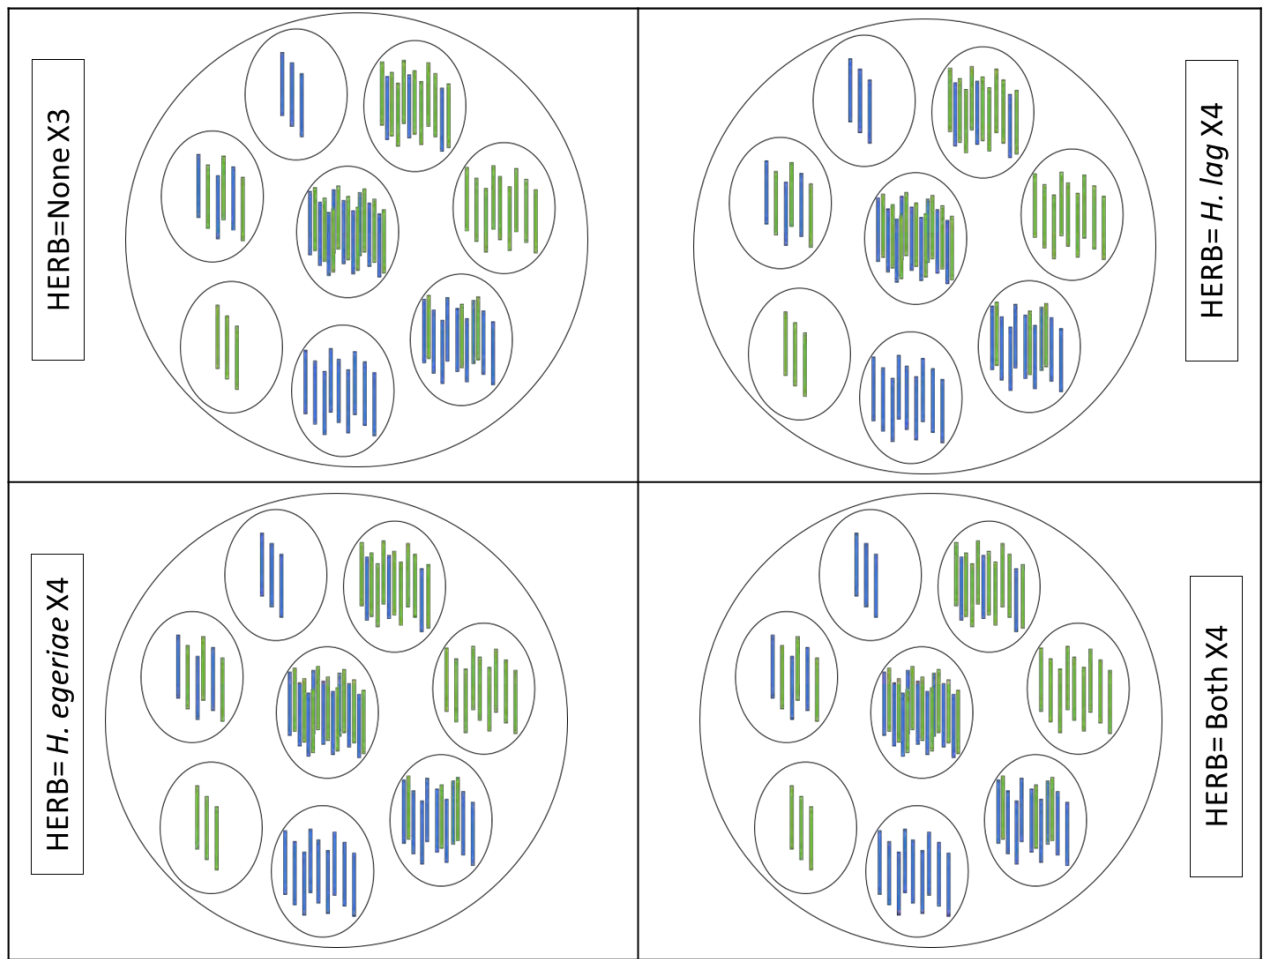 HERB=None X3
HERB= H. lag X4
HERB= H. egeriae X4
HERB= Both X4